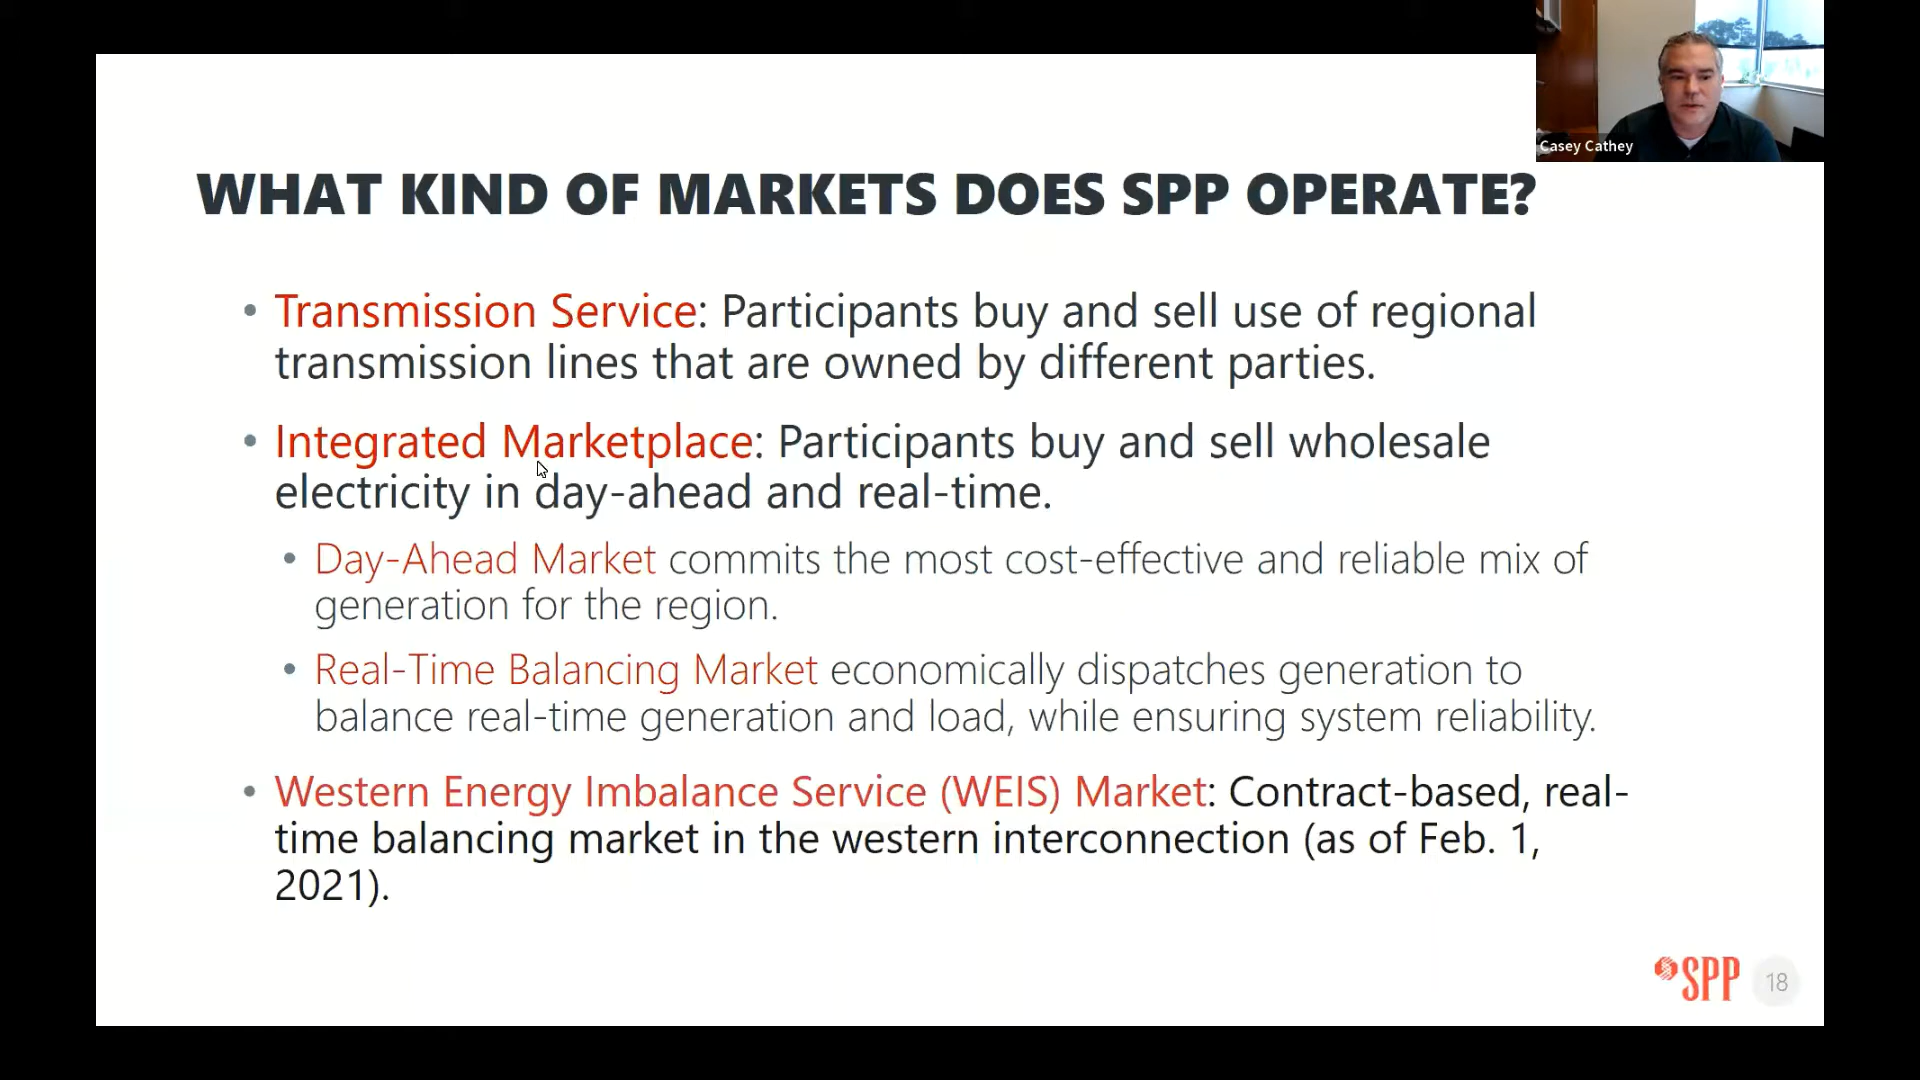 Casey Cathey
WHAT KIND OF MARKETS DOES SPP OPERATE?
• Transmission Service: Participants buy and sell use of regional
transmission lines that are owned by different parties.
• Integrated Marketplace: Participants buy and sell wholesale
electricity in day-ahead and real-time.
• Day-Ahead Market commits the most cost-effective and reliable mix of
generation for the region.
• Real-Time Balancing Market economically dispatches generation to
balance real-time generation and load, while ensuring system reliability.
• Western Energy Imbalance Service (WEIS) Market: Contract-based, real-
time balancing market in the western interconnection (as of Feb. 1,
2021).
SPP
18